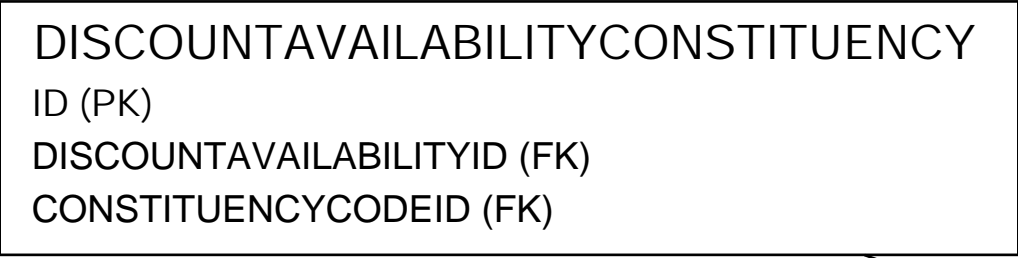 DISCOUNTAVAILABILITYCONSTITUENCY
ID (PK)
DISCOUNTAVAILABILITYID (FK)
CONSTITUENCYCODEID (FK)